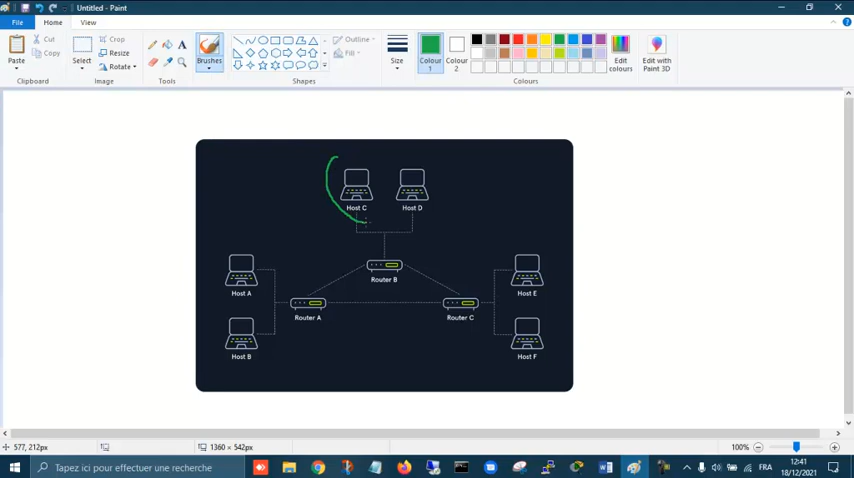 Untitled - Paint
File Home View
Paste
Cut
Copy
Clipboard
Select
Crop
Resize
Rotate
Image
A
Tools
Brushes
Outline
Fill
Shapes
Size
Colour
1
Colour
2
Edit
colours
Edit with
Paint 3D
Colours
Host C Host D
Router B
Host A Host E
Router A Router C
Host B Host F
577, 212px 1360 × 542px 100%
Tapez ici pour effectuer une recherche
FRA
12:41
18/12/2021